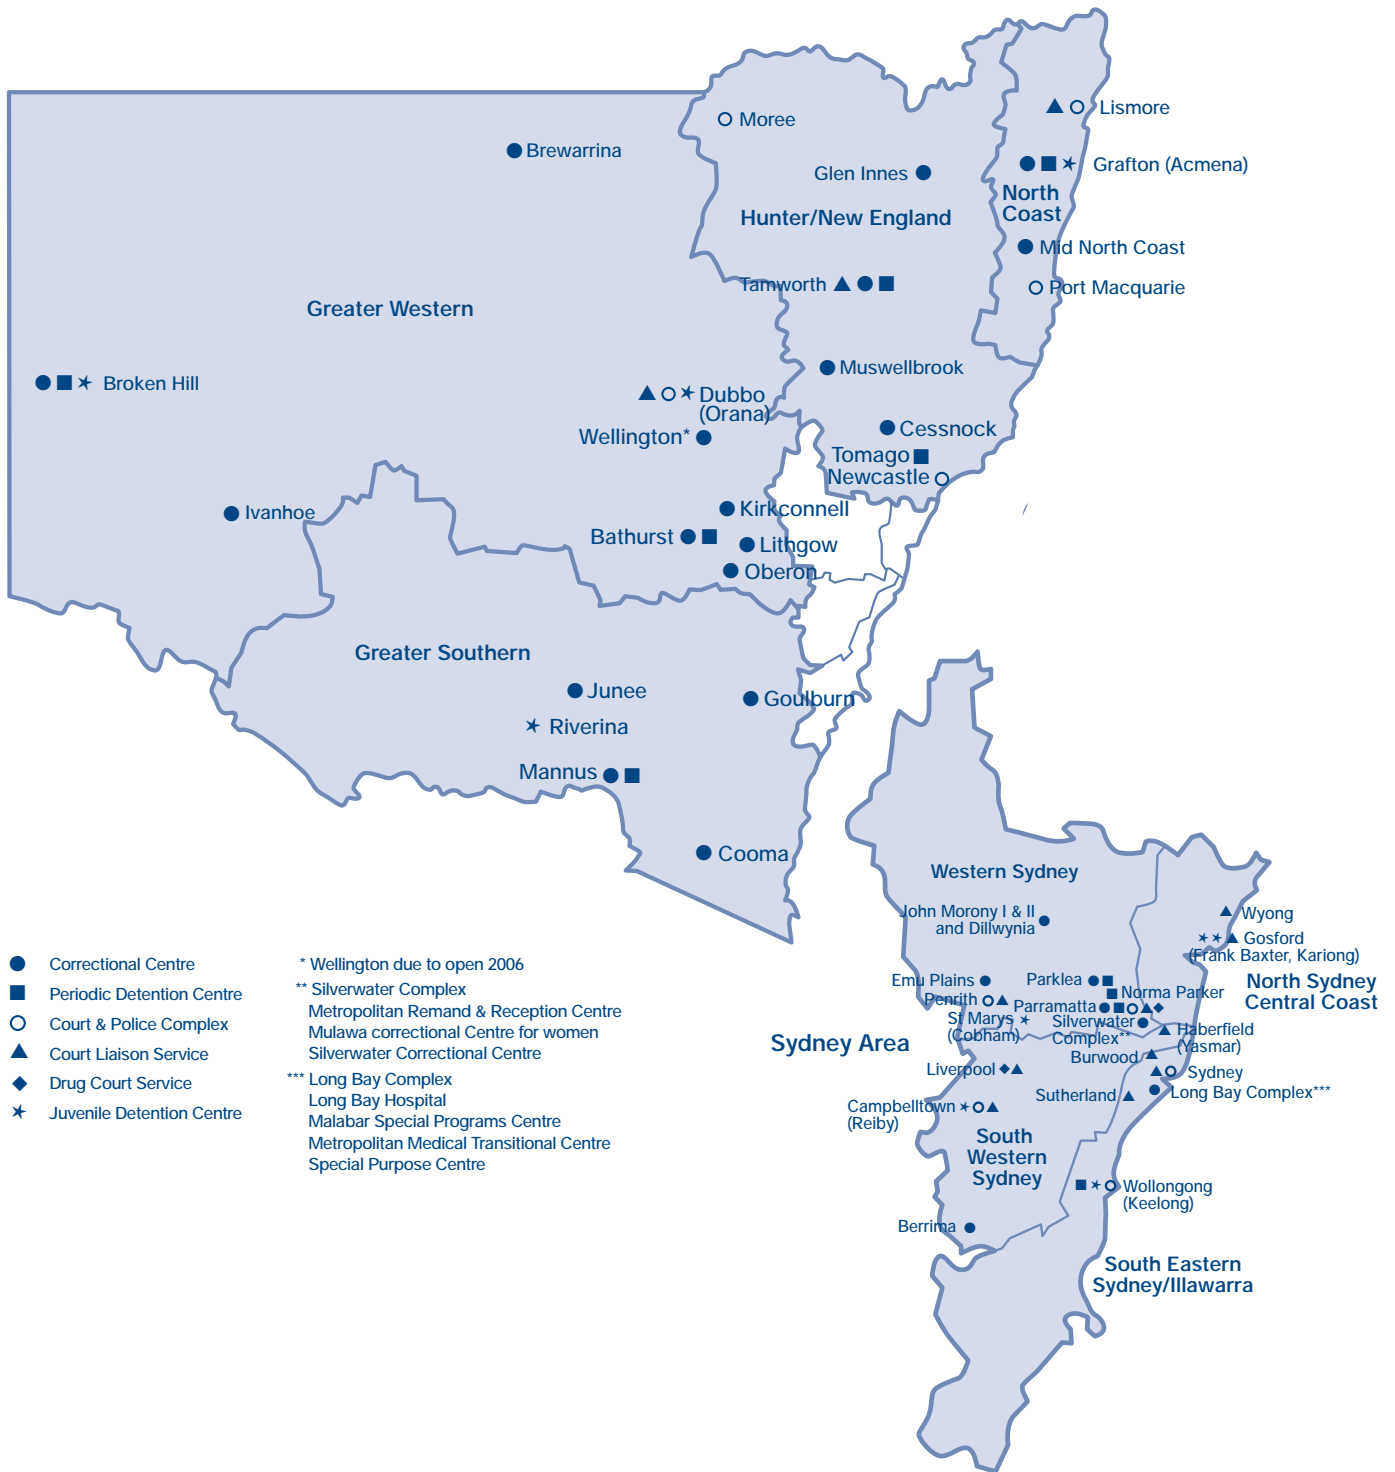 Moree
Lismore
Brewarrina
Glen Innes
Grafton (Acmena)
North
Coast
Hunter/New England
Mid North Coast
Tamworth
Port Macquarie
Greater Western
Muswellbrook
Broken Hill
Dubbo
(Orana)
Wellington*
Cessnock
Tomago
Newcastle
Ivanhoe
Kirkconnell
Bathurst
Lithgow
Oberon
Greater Southern
Junee
Goulburn
Riverina
Mannus
Cooma
Western Sydney
John Morony I & II
and Dillwynia
Wyong
Gosford
(Frank Baxter, Kariong)
Emu Plains
Parklea
North Sydney
Central Coast
Penrith
Norma Parker
Parramatta
St Marys
(Cobham)
Silverwater
Complex**
Haberfield
(Yasmar)
Sydney Area
Burwood
Liverpool
Sydney
Sutherland
Long Bay Complex***
Campbelltown
(Reiby)
South
Western
Sydney
Wollongong
(Keelong)
Berrima
South Eastern
Sydney/Illawarra
Correctional Centre
Periodic Detention Centre
Court & Police Complex
Court Liaison Service
Drug Court Service
Juvenile Detention Centre
* Wellington due to open 2006
** Silverwater Complex
Metropolitan Remand & Reception Centre
Mulawa correctional Centre for women
Silverwater Correctional Centre
*** Long Bay Complex
Long Bay Hospital
Malabar Special Programs Centre
Metropolitan Medical Transitional Centre
Special Purpose Centre